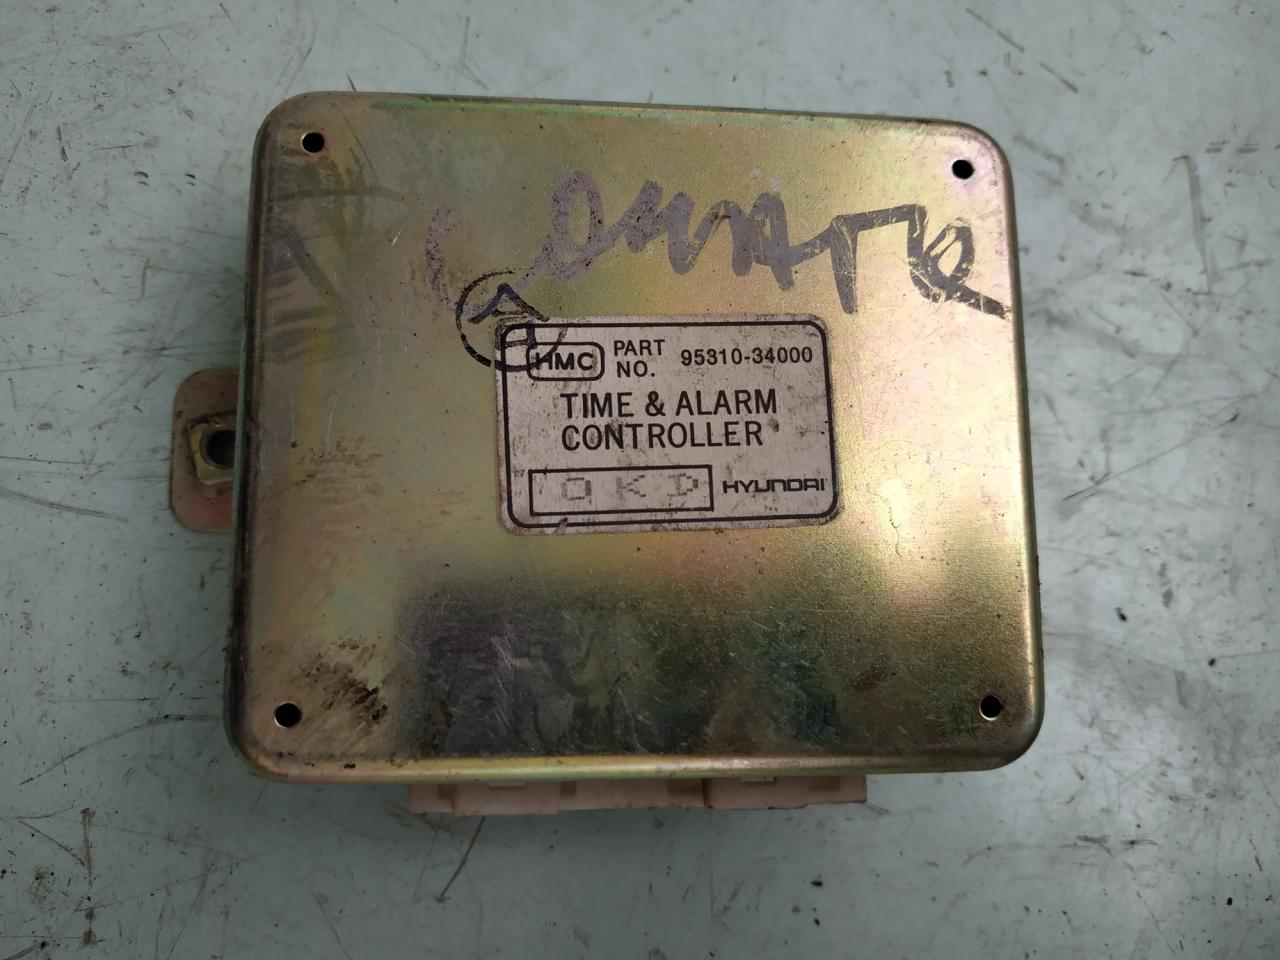 A
HMC PART NO. 95310-34000
TIME & ALARM
CONTROLLER
OKD HYUNDAI